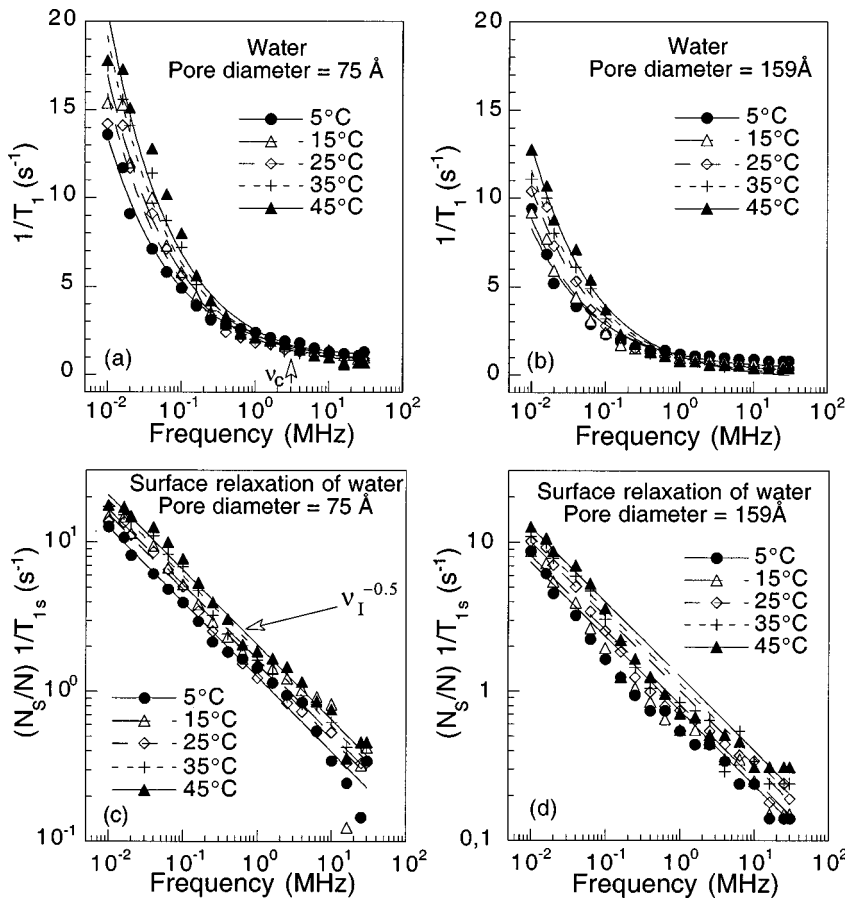 20
15
10
5
0
1/T1 (s-1)
Water
Pore diameter = 75 Å
5°C
15°C
25°C
35°C
45°C
(a)
νc
10-2 10-1 100 101 102
Frequency (MHz)
20
15
10
5
0
1/T1 (s-1)
Water
Pore diameter = 159Å
5°C
15°C
25°C
35°C
45°C
(b)
10-2 10-1 100 101 102
Frequency (MHz)
101
100
10-1
(NS/N) 1/T1s (s-1)
Surface relaxation of water
Pore diameter = 75 Å
νI-0.5
5°C
15°C
25°C
35°C
45°C
(c)
10-2 10-1 100 101 102
Frequency (MHz)
10
1
0,1
(NS/N) 1/T1s (s-1)
Surface relaxation of water
Pore diameter = 159Å
5°C
15°C
25°C
35°C
45°C
(d)
10-2 10-1 100 101 102
Frequency (MHz)